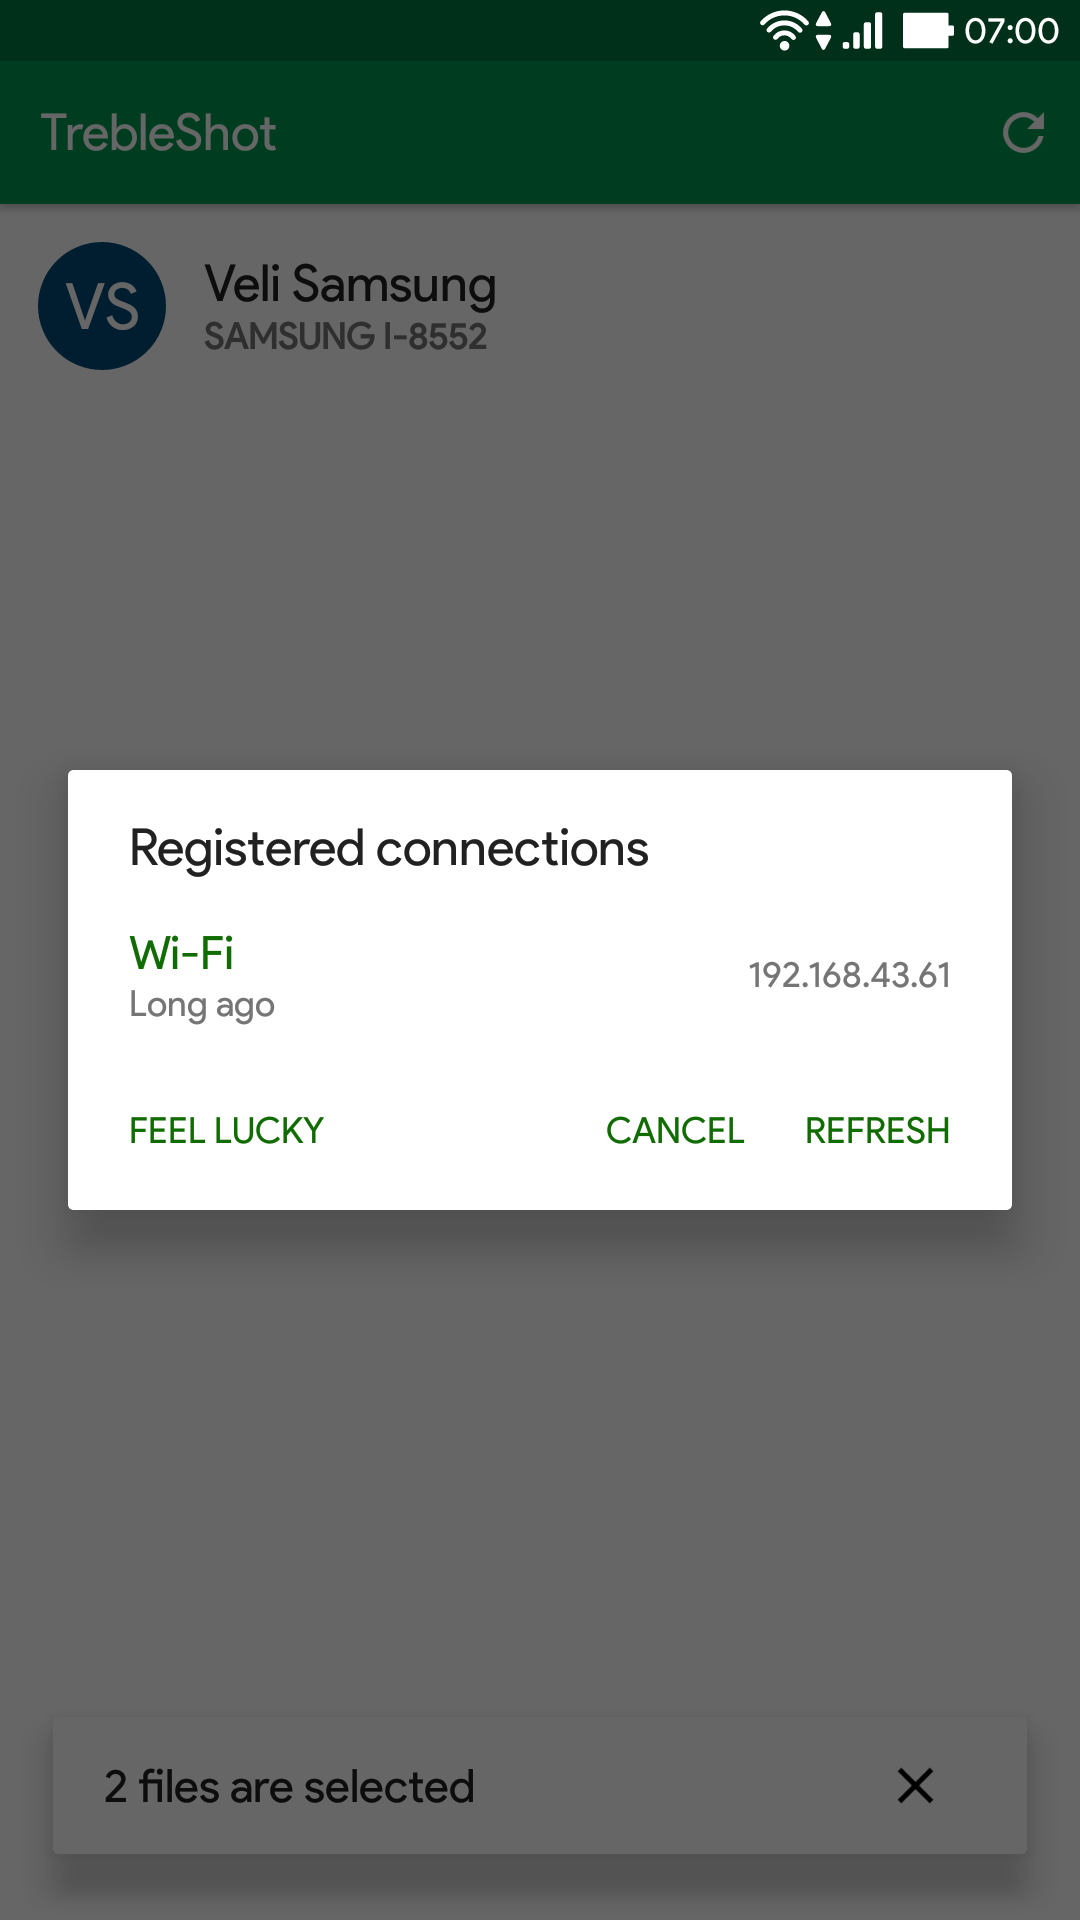 07:00
TrebleShot
VS
Veli Samsung
SAMSUNG I-8552
Registered connections
Wi-Fi
Long ago
192.168.43.61
FEEL LUCKY
CANCEL
REFRESH
2 files are selected